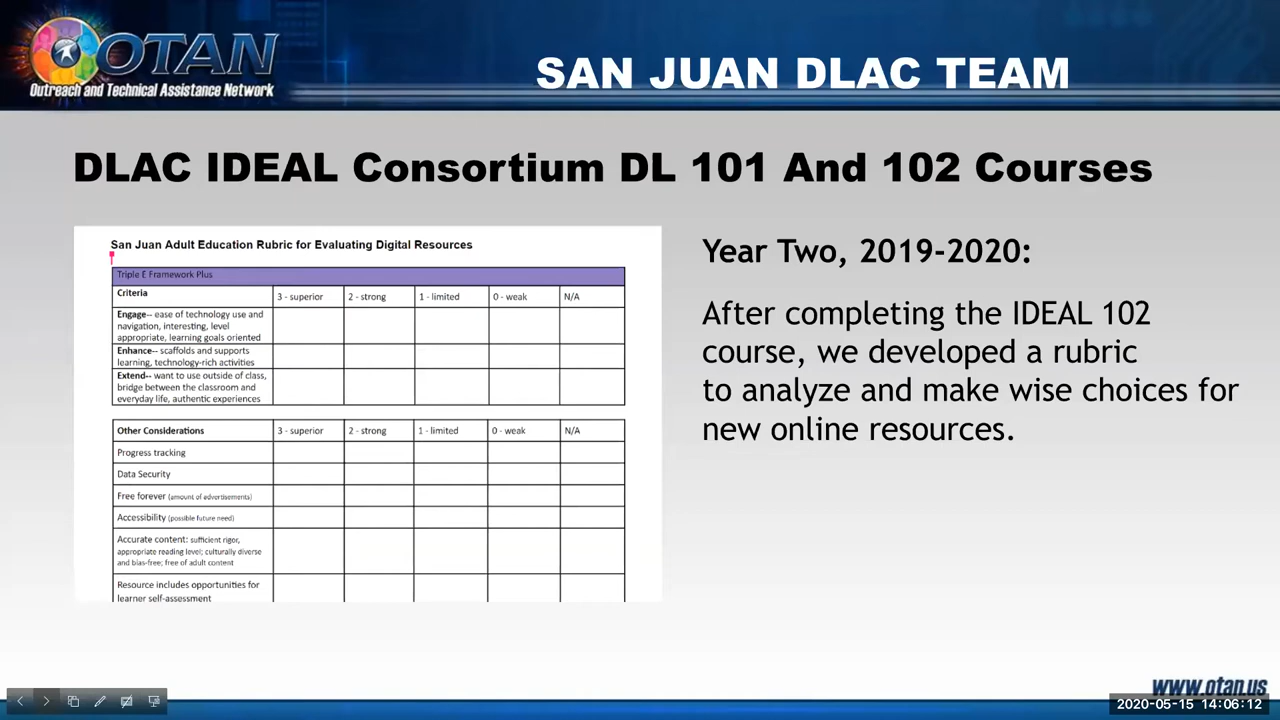 OTAN
Outreach and Technical Assistance Network
SAN JUAN DLAC TEAM
DLAC IDEAL Consortium DL 101 And 102 Courses
San Juan Adult Education Rubric for Evaluating Digital Resources
Triple E Framework Plus
Criteria 3 - superior 2 - strong 1 - limited 0 - weak N/A
Engage-- ease of technology use and
navigation, interesting, level
appropriate, learning goals oriented
Enhance-- scaffolds and supports
learning, technology-rich activities
Extend-- want to use outside of class,
bridge between the classroom and
everyday life, authentic experiences
Other Considerations 3 - superior 2 - strong 1 - limited 0 - weak N/A
Progress tracking
Data Security
Free forever (amount of advertisements)
Accessibility (possible future need)
Accurate content: sufficient rigor,
appropriate reading level; culturally diverse
and bias-free; free of adult content
Resource includes opportunities for
learner self-assessment
Year Two, 2019-2020:
After completing the IDEAL 102
course, we developed a rubric
to analyze and make wise choices for
new online resources.
www.otan.us
2020-05-15 14:06:12